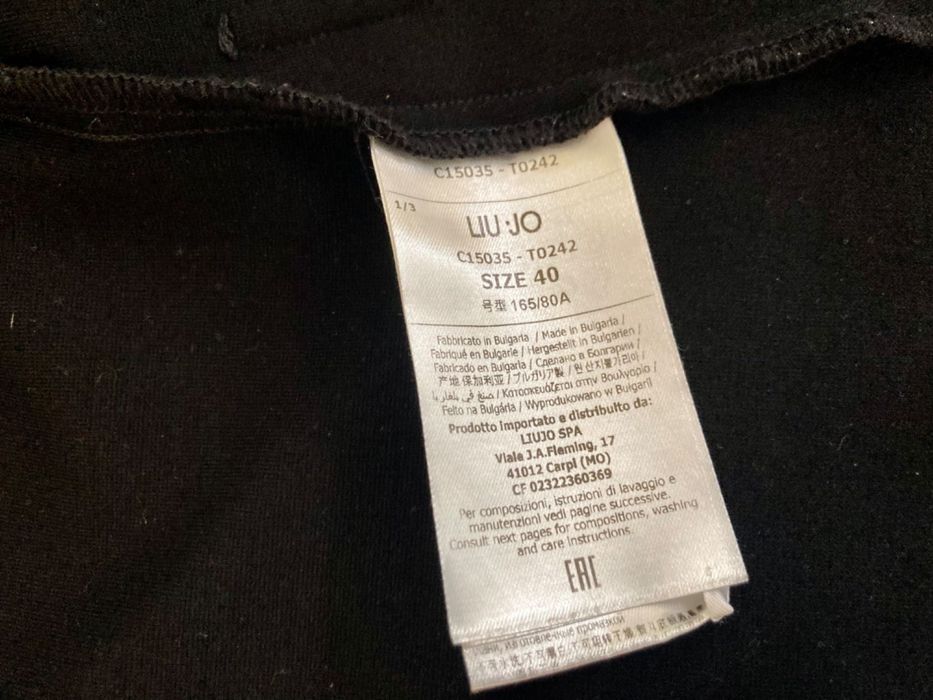 C15035 - T0242
1/3
LIU·JO
C15035 - T0242
SIZE 40
号型 165/80A
Fabbricato in Bulgaria / Made in Bulgaria /
Fabriqué en Bulgarie / Hergestellt in Bulgarien /
Fabricado en Bulgaria / Сделано в Болгарии /
产地 保加利亚 / ブルガリア製 / 원산지불가리아 /
صنع في بلغاريا / Κατασκευάζεται στην Βουλγαρία /
Feito na Bulgária / Wyprodukowano w Bułgarii
Prodotto importato e distribuito da:
LIUJO SPA
Viale J.A.Fleming, 17
41012 Carpi (MO)
CF 02322360369
Per composizioni, istruzioni di lavaggio e
manutenzioni vedi pagine successive.
Consult next pages for compositions, washing
and care instructions.
EAC